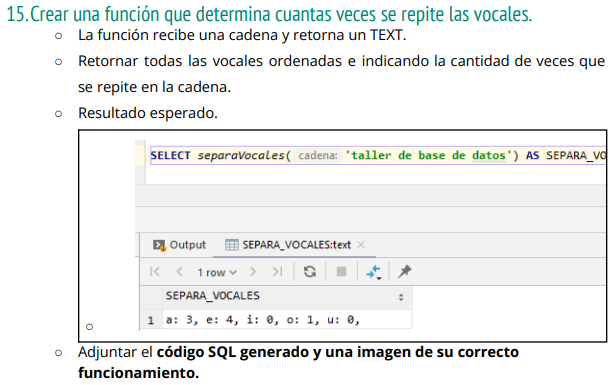 15.Crear una función que determina cuantas veces se repite las vocales.
○ La función recibe una cadena y retorna un TEXT.
○ Retornar todas las vocales ordenadas e indicando la cantidad de veces que
se repite en la cadena.
○ Resultado esperado.
SELECT separaVocales( cadena: 'taller de base de datos') AS SEPARA_VO
Output SEPARA_VOCALES:text
1 row
SEPARA_VOCALES
1 a: 3, e: 4, i: 0, o: 1, u: 0,
○
○ Adjuntar el código SQL generado y una imagen de su correcto
funcionamiento.